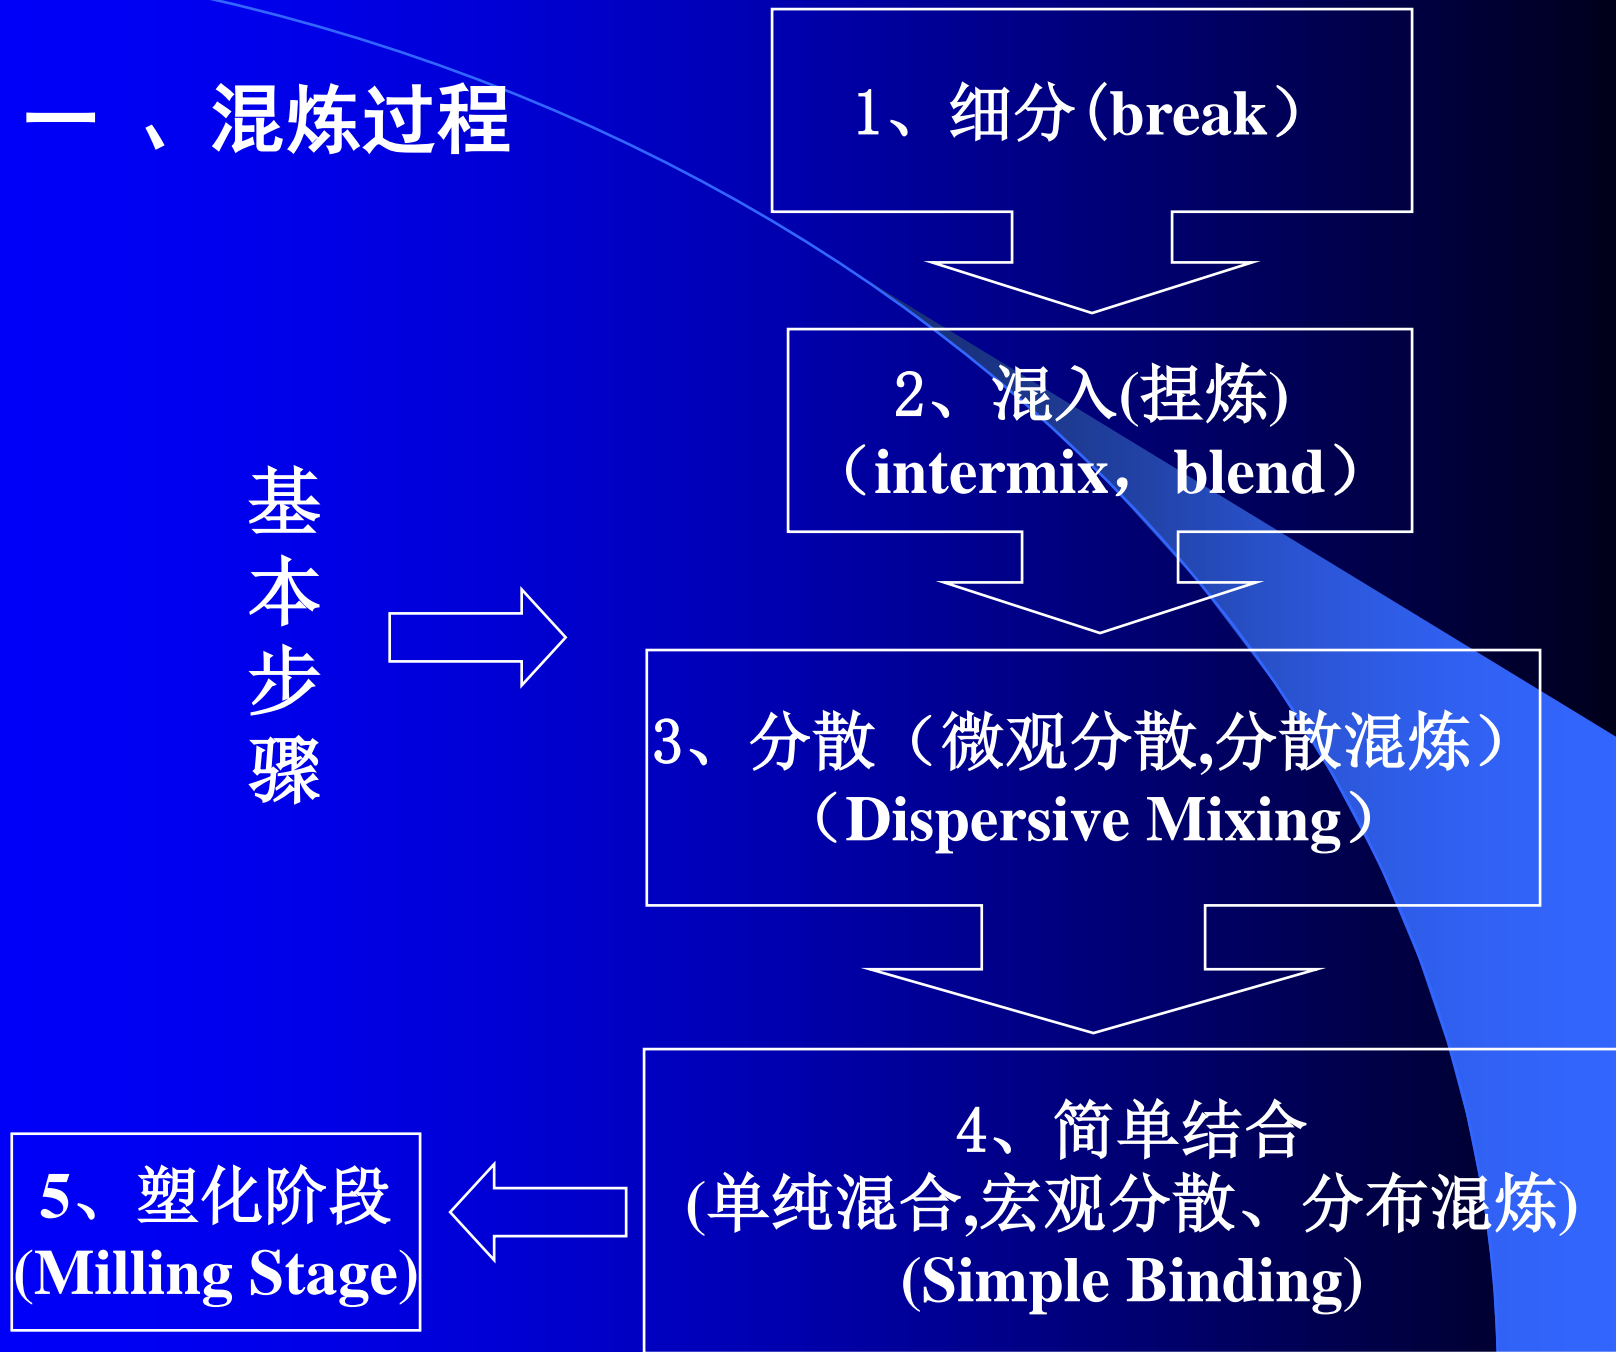 一 、混炼过程
1、细分(break）
2、混入(捏炼)
（intermix，blend）
基
本
步
骤
3、分散（微观分散,分散混炼）
（Dispersive Mixing）
4、简单结合
(单纯混合,宏观分散、分布混炼)
(Simple Binding)
5、塑化阶段
(Milling Stage)